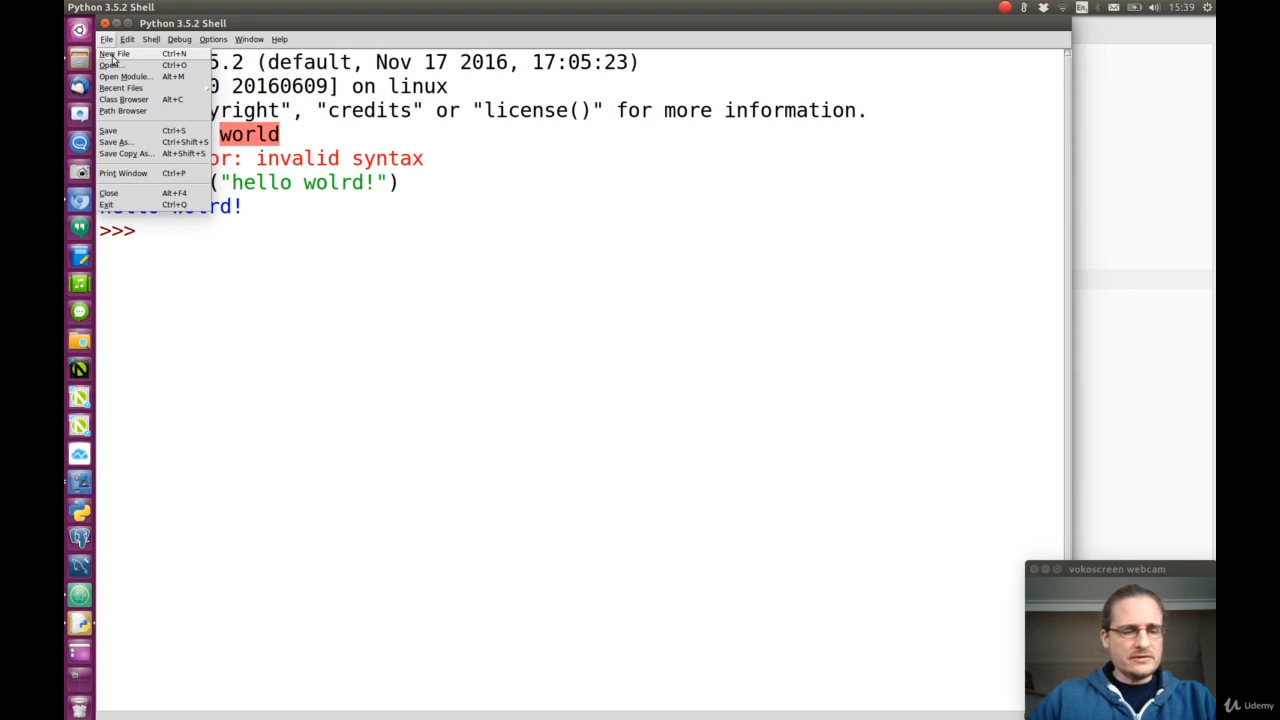 Python 3.5.2 Shell
En
15:39
Python 3.5.2 Shell
File Edit Shell Debug Options Window Help
New File Ctrl+N
Open... Ctrl+O
Open Module... Alt+M
Recent Files
Class Browser Alt+C
Path Browser
Save Ctrl+S
Save As... Ctrl+Shift+S
Save Copy As... Alt+Shift+S
Print Window Ctrl+P
Close Alt+F4
Exit Ctrl+Q
5.2 (default, Nov 17 2016, 17:05:23)
0 20160609] on linux
yright", "credits" or "license()" for more information.
world
or: invalid syntax
("hello wolrd!")
rd!
>>>
vokoscreen webcam
Udemy